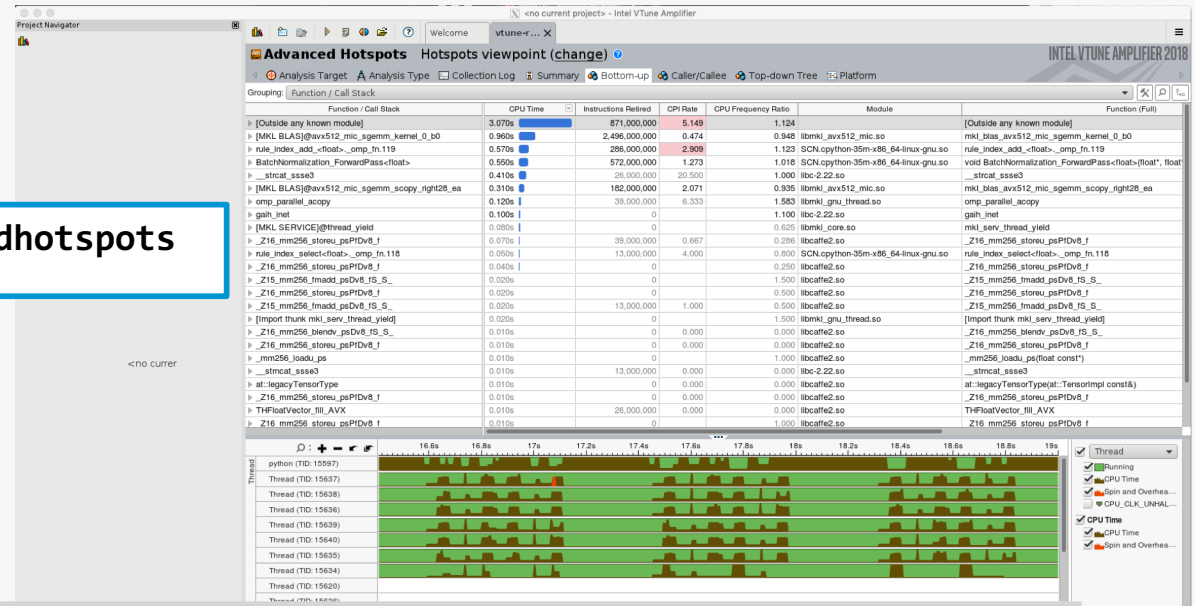 <no current project> - Intel VTune Amplifier
Project Navigator
Welcome vtune-r...
Advanced Hotspots Hotspots viewpoint (change)
INTEL VTUNE AMPLIFIER 2018
Analysis Target Analysis Type Collection Log Summary Bottom-up Caller/Callee Top-down Tree Platform
Grouping: Function / Call Stack
Function / Call Stack CPU Time Instructions Retired CPI Rate CPU Frequency Ratio Module Function (Full)
[Outside any known module] 3.070s 871,000,000 5.149 1.124 [Outside any known module]
[MKL BLAS]@avx512_mic_sgemm_kernel_0_b0 0.960s 2,496,000,000 0.474 0.948 libmkl_avx512_mic.so mkl_blas_avx512_mic_sgemm_kernel_0_b0
rule_index_add_<float>._omp_fn.119 0.570s 286,000,000 2.909 1.123 SCN.cpython-35m-x86_64-linux-gnu.so rule_index_add_<float>._omp_fn.119
BatchNormalization_ForwardPass<float> 0.550s 572,000,000 1.273 1.018 SCN.cpython-35m-x86_64-linux-gnu.so void BatchNormalization_ForwardPass<float>(float*, float
__strcat_ssse3 0.410s 26,000,000 20.500 1.000 libc-2.22.so __strcat_ssse3
[MKL BLAS]@avx512_mic_sgemm_scopy_right28_ea 0.310s 182,000,000 2.071 0.935 libmkl_avx512_mic.so mkl_blas_avx512_mic_sgemm_scopy_right28_ea
omp_parallel_acopy 0.120s 39,000,000 6.333 1.583 libmkl_gnu_thread.so omp_parallel_acopy
gaih_inet 0.100s 0 1.100 libc-2.22.so gaih_inet
[MKL SERVICE]@thread_yield 0.080s 0 0.625 libmkl_core.so mkl_serv_thread_yield
_Z16_mm256_storeu_psPfDv8_f 0.070s 39,000,000 0.667 0.286 libcaffe2.so _Z16_mm256_storeu_psPfDv8_f
rule_index_select<float>._omp_fn.118 0.050s 13,000,000 4.000 0.800 SCN.cpython-35m-x86_64-linux-gnu.so rule_index_select<float>._omp_fn.118
_Z16_mm256_storeu_psPfDv8_f 0.040s 0 0.250 libcaffe2.so _Z16_mm256_storeu_psPfDv8_f
_Z15_mm256_fmadd_psDv8_fS_S_ 0.020s 0 1.500 libcaffe2.so _Z15_mm256_fmadd_psDv8_fS_S_
_Z16_mm256_storeu_psPfDv8_f 0.020s 0 0.500 libcaffe2.so _Z16_mm256_storeu_psPfDv8_f
_Z15_mm256_fmadd_psDv8_fS_S_ 0.020s 13,000,000 1.000 0.500 libcaffe2.so _Z15_mm256_fmadd_psDv8_fS_S_
[Import thunk mkl_serv_thread_yield] 0.020s 0 1.500 libmkl_gnu_thread.so [Import thunk mkl_serv_thread_yield]
_Z16_mm256_blendv_psDv8_fS_S_ 0.010s 0 0.000 0.000 libcaffe2.so _Z16_mm256_blendv_psDv8_fS_S_
_Z16_mm256_storeu_psPfDv8_f 0.010s 0 0.000 0.000 libcaffe2.so _Z16_mm256_storeu_psPfDv8_f
_mm256_loadu_ps 0.010s 0 1.000 libcaffe2.so _mm256_loadu_ps(float const*)
__strncat_ssse3 0.010s 13,000,000 0.000 0.000 libc-2.22.so __strncat_ssse3
at::legacyTensorType 0.010s 0 0.000 0.000 libcaffe2.so at::legacyTensorType(at::TensorImpl const&)
_Z16_mm256_storeu_psPfDv8_f 0.010s 0 0.000 0.000 libcaffe2.so _Z16_mm256_storeu_psPfDv8_f
THFloatVector_fill_AVX 0.010s 26,000,000 0.000 0.000 libcaffe2.so THFloatVector_fill_AVX
_Z16_mm256_storeu_psPfDv8_f 0.010s 0 1.000 libcaffe2.so _Z16_mm256_storeu_psPfDv8_f
dhotspots
<no currer
16.6s 16.8s 17s 17.2s 17.4s 17.6s 17.8s 18s 18.2s 18.4s 18.6s 18.8s 19s
Thread
python (TID: 15597)
Thread (TID: 15637)
Thread (TID: 15638)
Thread (TID: 15636)
Thread (TID: 15639)
Thread (TID: 15640)
Thread (TID: 15635)
Thread (TID: 15634)
Thread (TID: 15620)
Thread
Running
CPU Time
Spin and Overhea...
CPU_CLK_UNHAL...
CPU Time
CPU Time
Spin and Overhea...